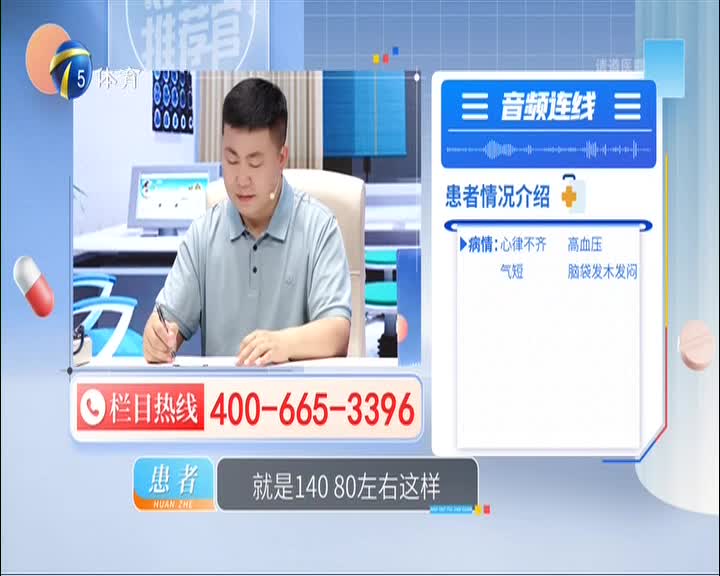 推荐官
5 体育
音频连线
患者情况介绍
病情: 心律不齐 高血压
气短 脑袋发木发闷
栏目热线 400-665-3396
患者
HUAN ZHE
就是140 80左右这样